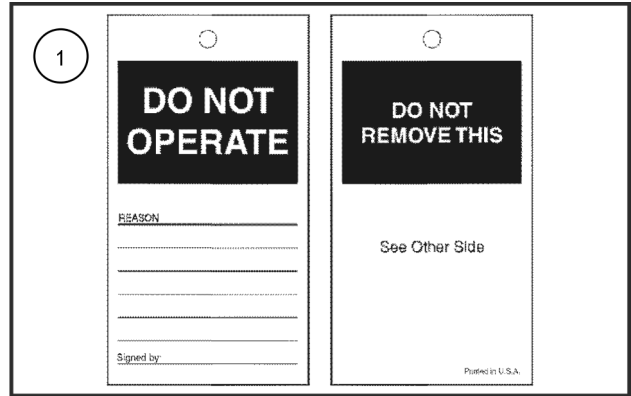 1
DO NOT
OPERATE
REASON
Signed by:
DO NOT
REMOVE THIS
See Other Side
Printed in U.S.A.